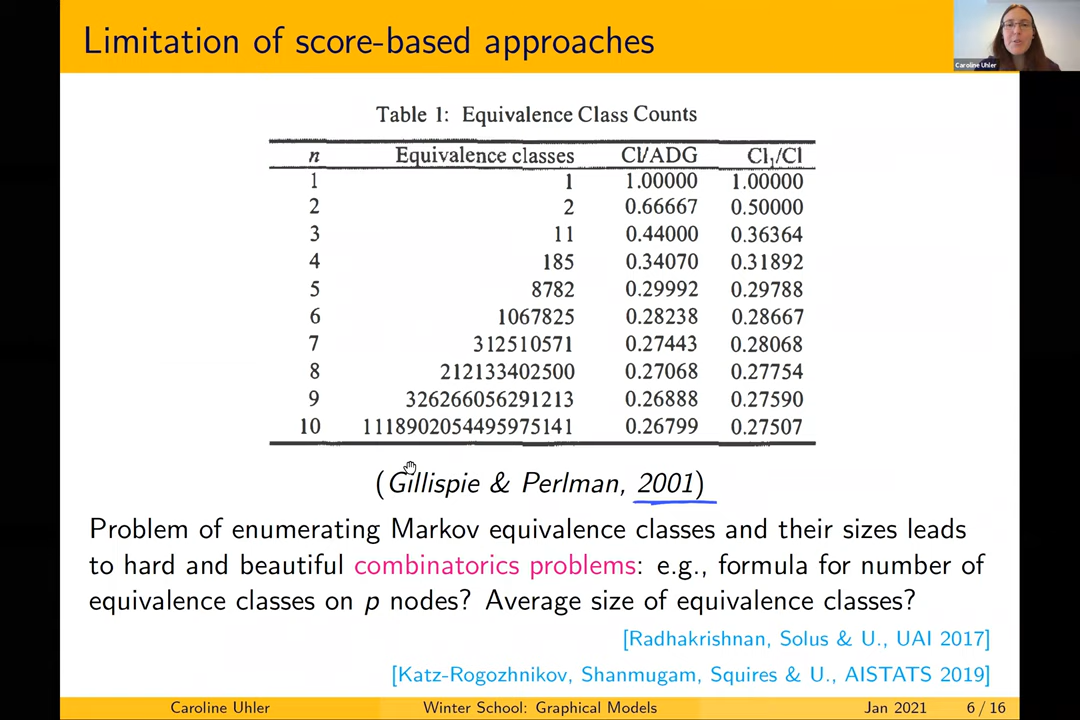 Limitation of score-based approaches
Caroline Uhler
Table 1: Equivalence Class Counts
n Equivalence classes Cl/ADG Cl₁/Cl
1 1 1.00000 1.00000
2 2 0.66667 0.50000
3 11 0.44000 0.36364
4 185 0.34070 0.31892
5 8782 0.29992 0.29788
6 1067825 0.28238 0.28667
7 312510571 0.27443 0.28068
8 212133402500 0.27068 0.27754
9 326266056291213 0.26888 0.27590
10 1118902054495975141 0.26799 0.27507
(Gillispie & Perlman, 2001)
Problem of enumerating Markov equivalence classes and their sizes leads
to hard and beautiful combinatorics problems: e.g., formula for number of
equivalence classes on p nodes? Average size of equivalence classes?
[Radhakrishnan, Solus & U., UAI 2017]
[Katz-Rogozhnikov, Shanmugam, Squires & U., AISTATS 2019]
Caroline Uhler Winter School: Graphical Models Jan 2021 6 / 16